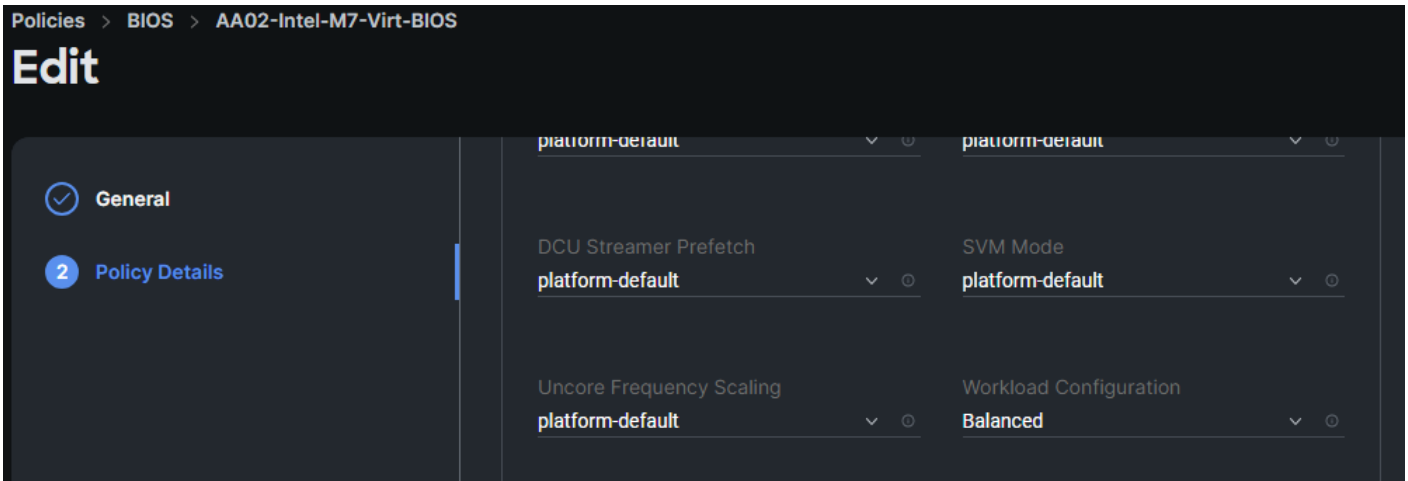 Policies > BIOS > AA02-Intel-M7-Virt-BIOS
Edit
platform-default platform-default
General
DCU Streamer Prefetch SVM Mode
2 Policy Details
platform-default platform-default
Uncore Frequency Scaling Workload Configuration
platform-default Balanced